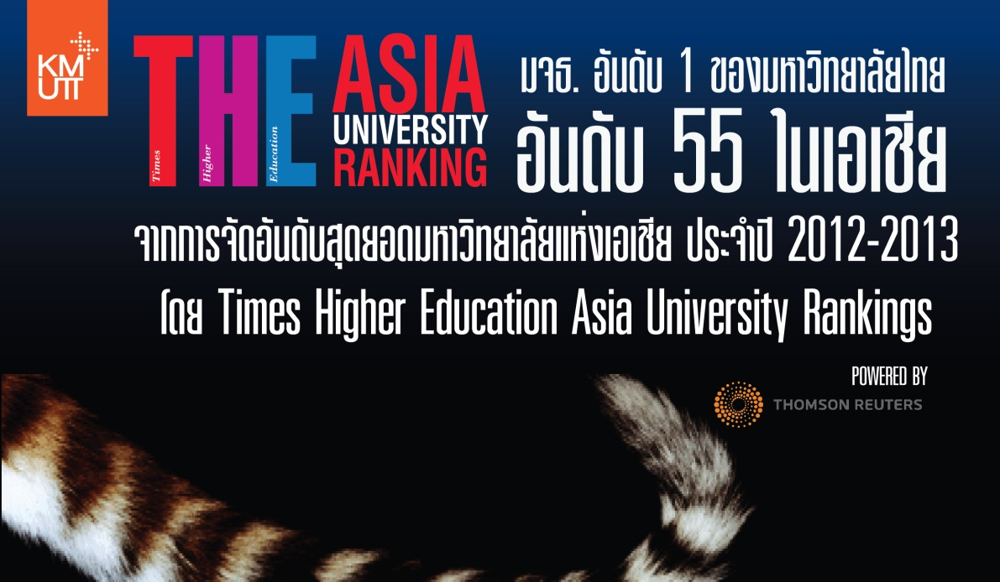 KM
UTT
THE
Times
Higher
Education
ASIA
UNIVERSITY
RANKING
มจธ. อันดับ 1 ของมหาวิทยาลัยไทย
อันดับ 55 ในเอเชีย
จากการจัดอันดับสุดยอดมหาวิทยาลัยแห่งเอเชีย ประจำปี 2012-2013
โดย Times Higher Education Asia University Rankings
POWERED BY
THOMSON REUTERS